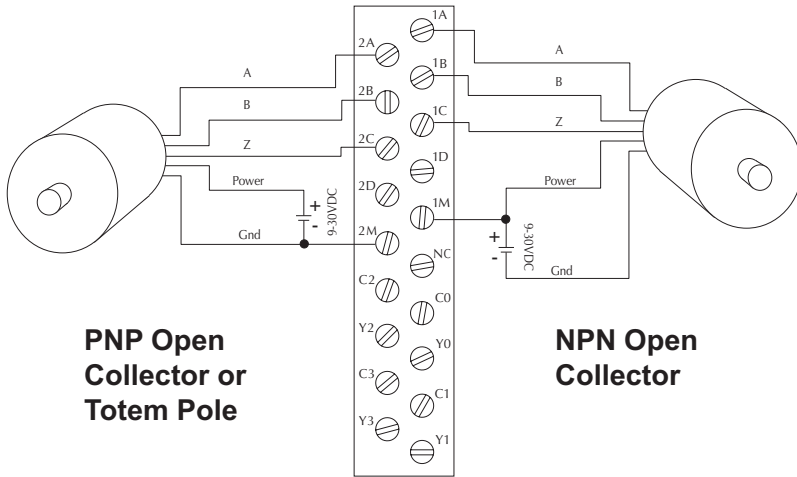 1A
2A
A
A
1B
2B
B
B
1C
2C
Z
Z
1D
2D
Power
Power
+
9-30VDC
-
1M
2M
Gnd
+
9-30VDC
-
Gnd
NC
C2
C0
Y2
Y0
C3
C1
Y3
Y1
PNP Open
Collector or
Totem Pole
NPN Open
Collector